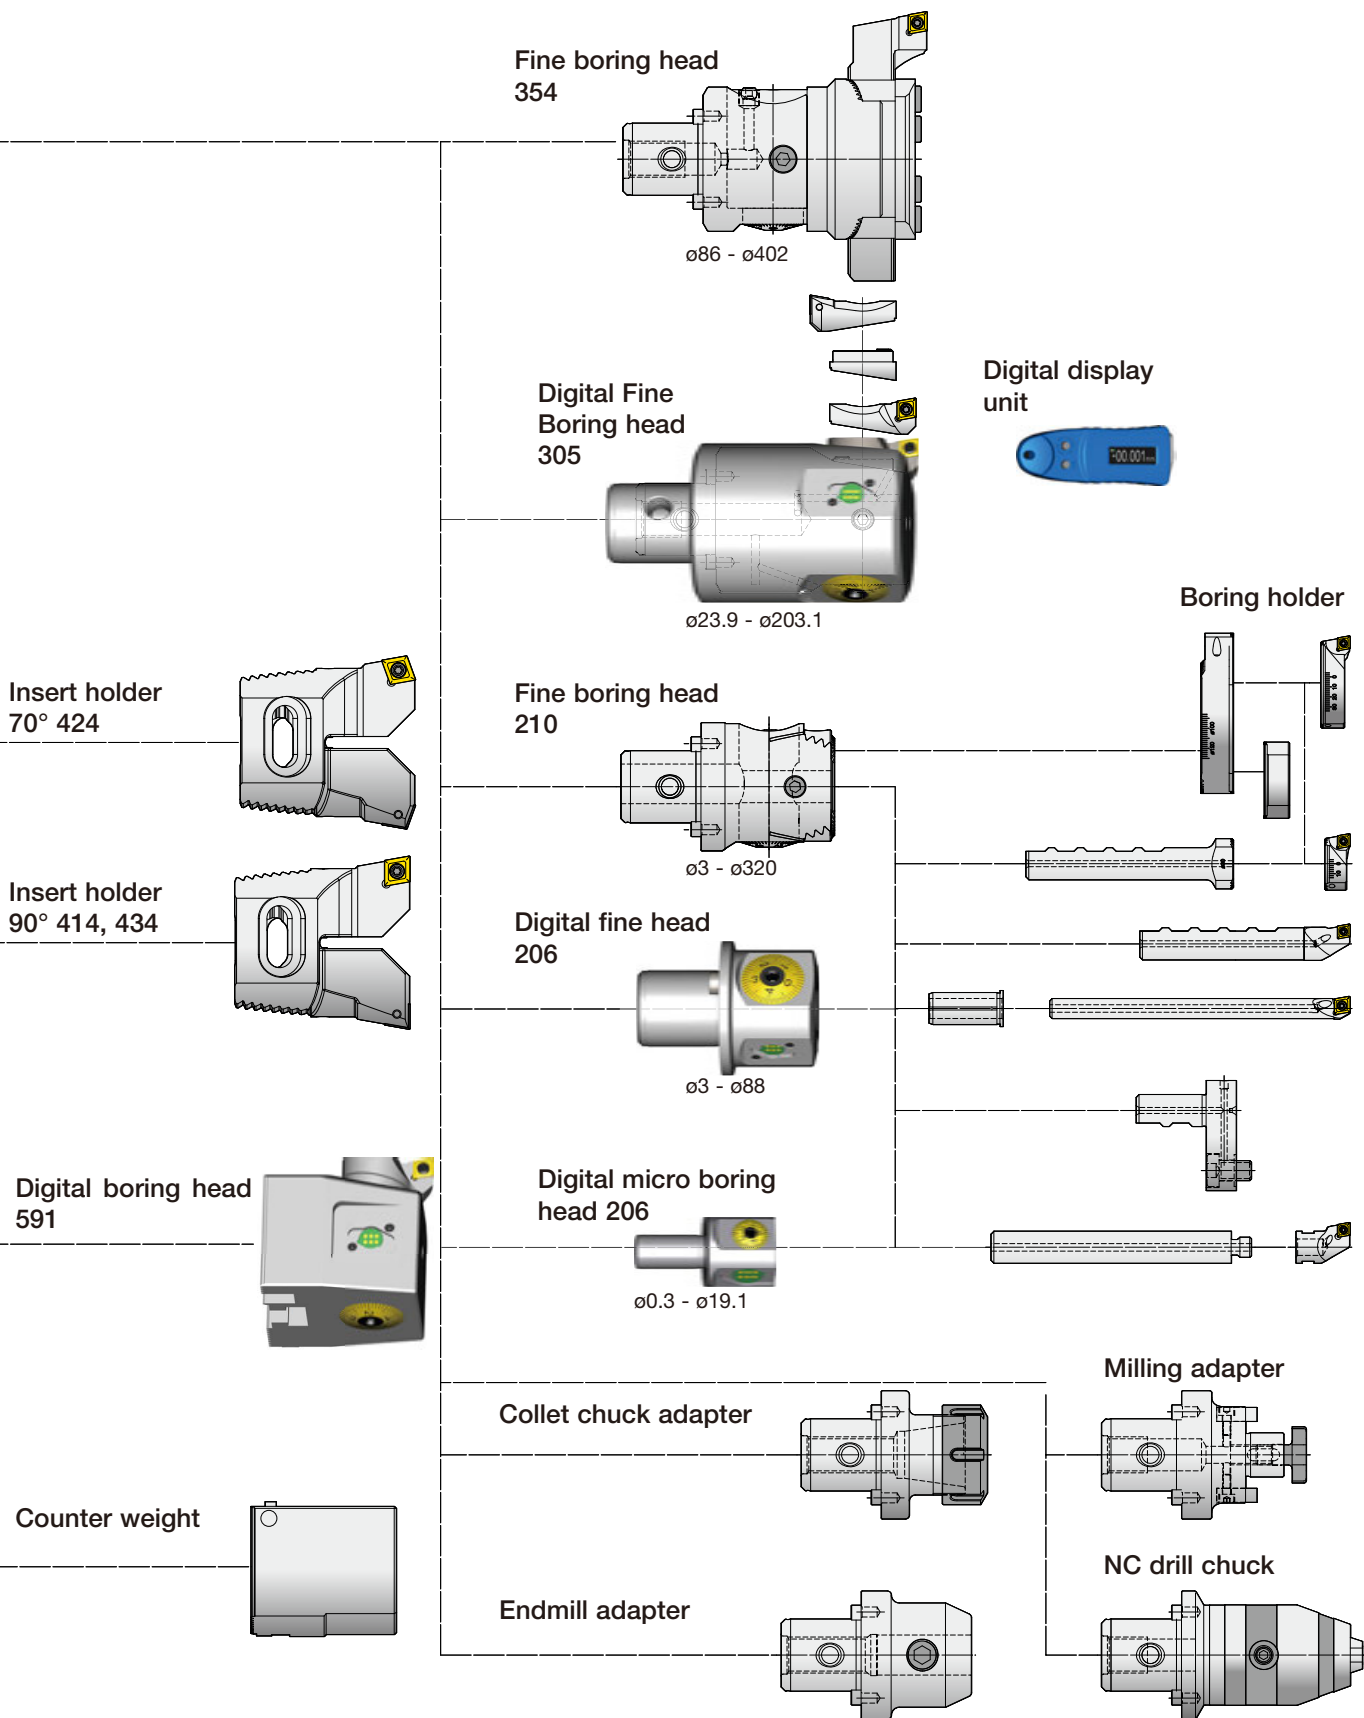 Fine boring head
354
ø86 - ø402
Digital Fine
Boring head
305
Digital display
unit
-00.001mm
ø23.9 - ø203.1
Boring holder
Insert holder
70° 424
Fine boring head
210
ø3 - ø320
Insert holder
90° 414, 434
Digital fine head
206
ø3 - ø88
Digital boring head
591
Digital micro boring
head 206
ø0.3 - ø19.1
Milling adapter
Collet chuck adapter
Counter weight
NC drill chuck
Endmill adapter